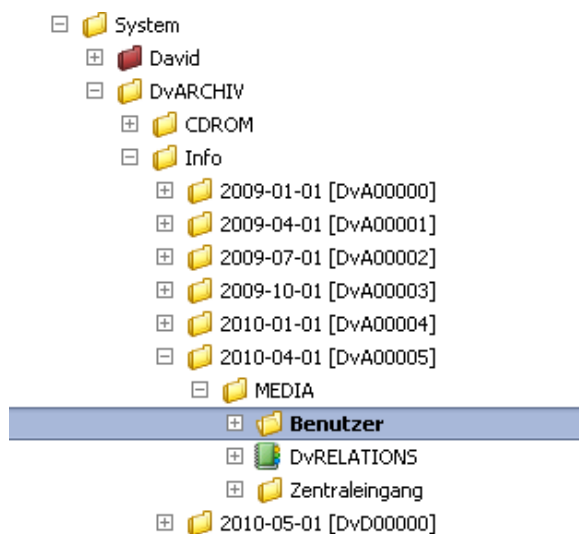 System
David
DvARCHIV
CDROM
Info
2009-01-01 [DvA00000]
2009-04-01 [DvA00001]
2009-07-01 [DvA00002]
2009-10-01 [DvA00003]
2010-01-01 [DvA00004]
2010-04-01 [DvA00005]
MEDIA
Benutzer
DvRELATIONS
Zentraleingang
2010-05-01 [DvD00000]